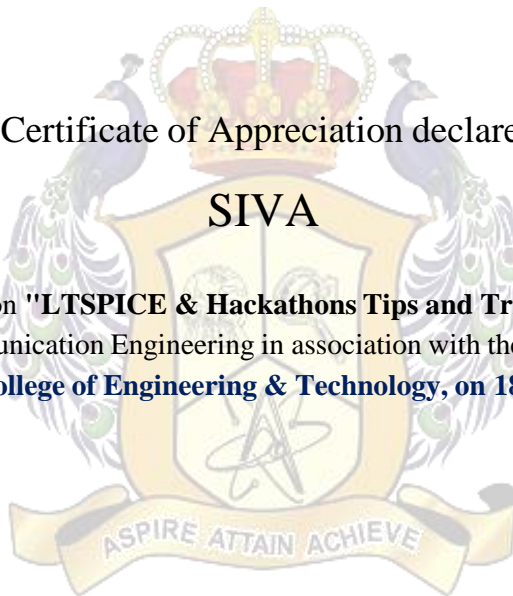 Certificate of Appreciation declare
SIVA
on "LTSPICE & Hackathons Tips and Tr
unication Engineering in association with the
ollege of Engineering & Technology, on 18
ASPIRE ATTAIN ACHIEVE